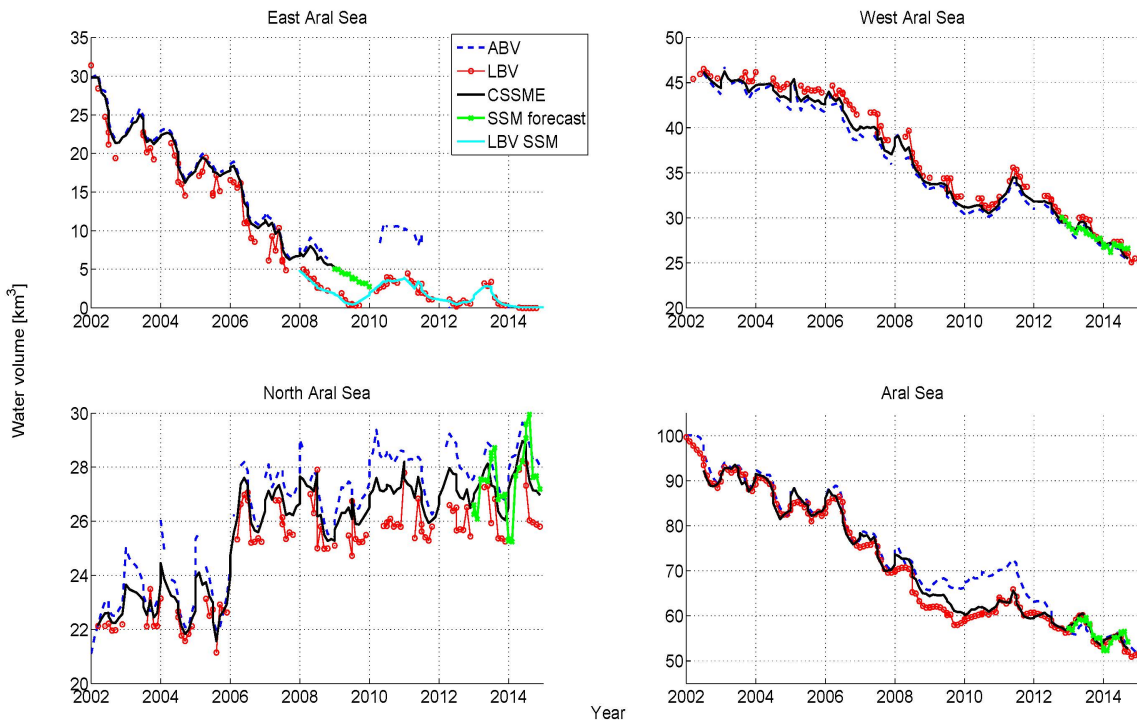 East Aral Sea
35
30
25
20
15
10
5
0
2002 2004 2006 2008 2010 2012 2014
ABV
LBV
CSSME
SSM forecast
LBV SSM
West Aral Sea
50
45
40
35
30
25
20
2002 2004 2006 2008 2010 2012 2014
Water volume [km³]
North Aral Sea
30
28
26
24
22
20
2002 2004 2006 2008 2010 2012 2014
Aral Sea
100
90
80
70
60
50
2002 2004 2006 2008 2010 2012 2014
Year